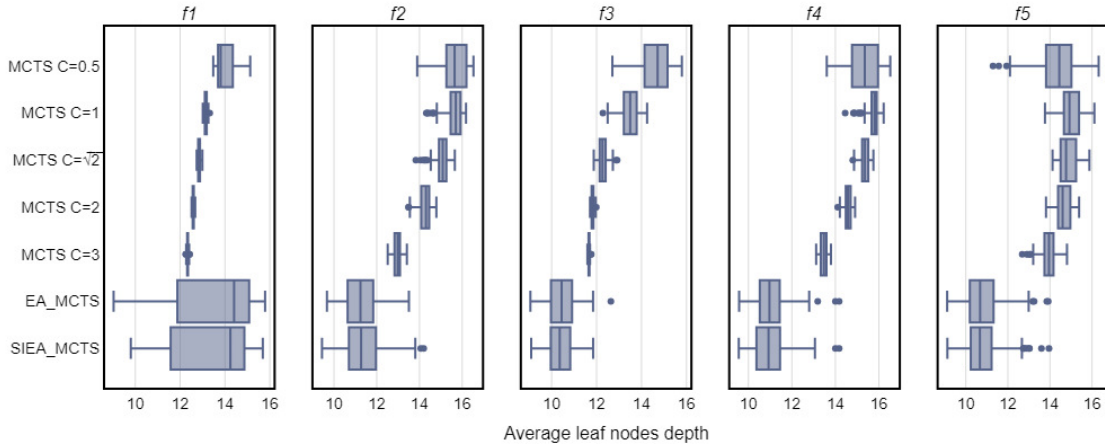 f1 f2 f3 f4 f5
MCTS C=0.5
MCTS C=1
MCTS C=√2
MCTS C=2
MCTS C=3
EA_MCTS
SIEA_MCTS
10 12 14 16 10 12 14 16 10 12 14 16 10 12 14 16 10 12 14 16
Average leaf nodes depth